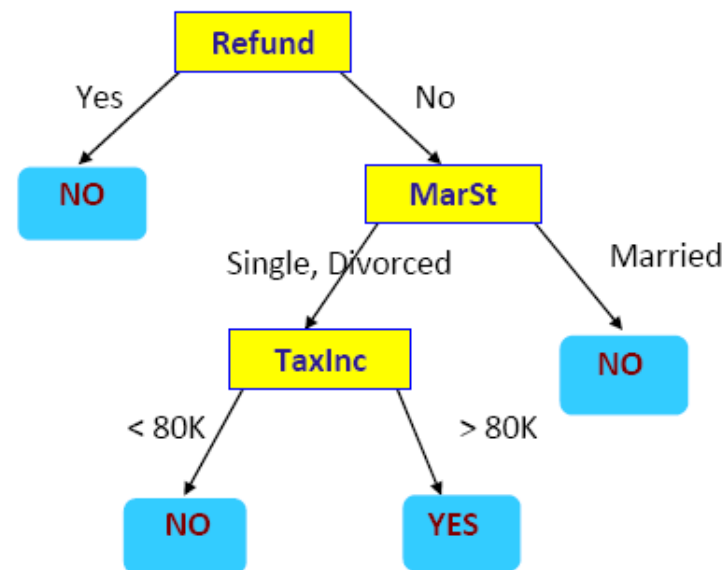 Refund
Yes
No
NO
MarSt
Single, Divorced
Married
TaxInc
NO
< 80K
> 80K
NO
YES